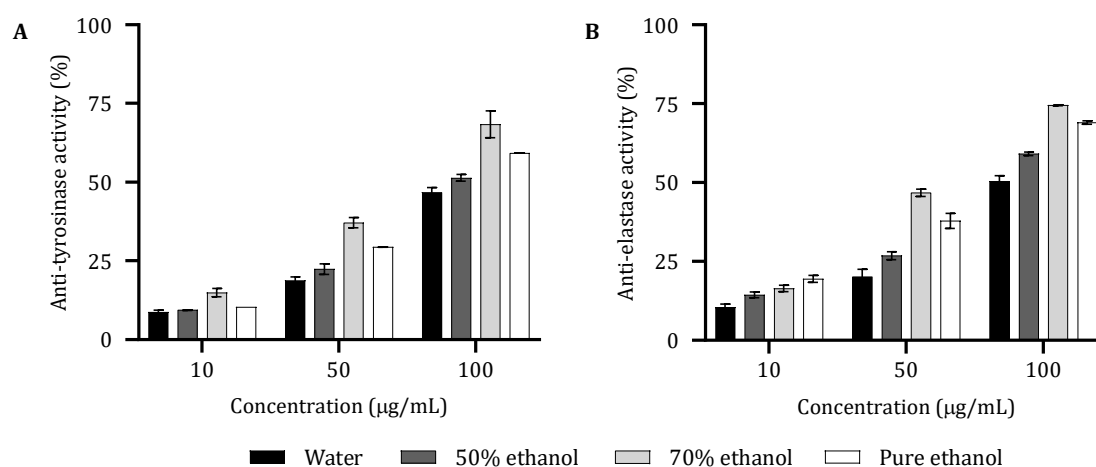 A
Anti-tyrosinase activity (%)
100
75
50
25
0
10 50 100
Concentration (μg/mL)
B
Anti-elastase activity (%)
100
75
50
25
0
10 50 100
Concentration (μg/mL)
Water 50% ethanol 70% ethanol Pure ethanol